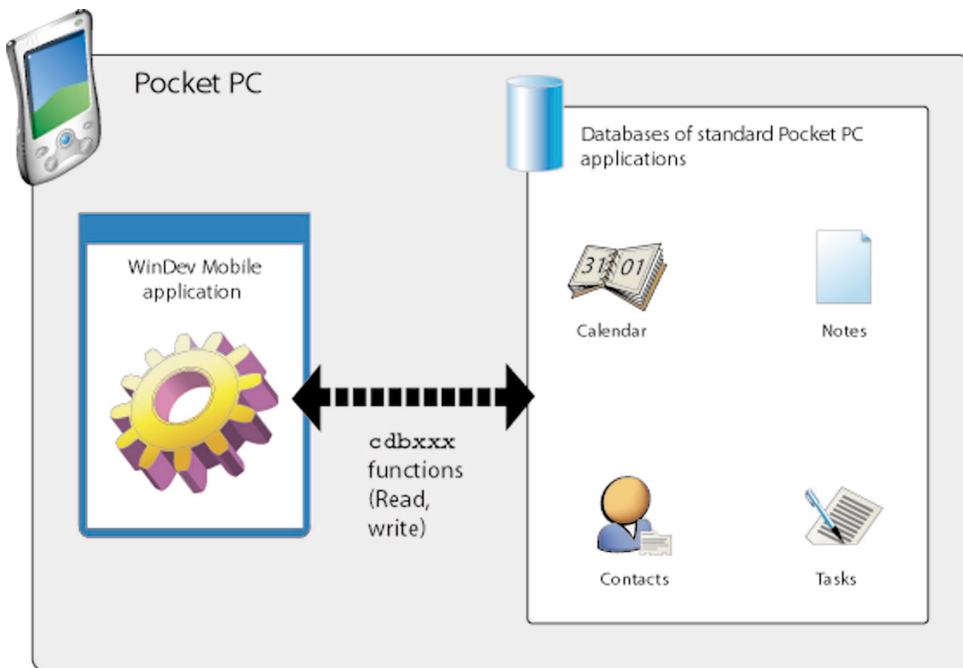 Pocket PC
Databases of standard Pocket PC
applications
WinDev Mobile
application
31 01
Calendar
Notes
cdbxxx
functions
(Read,
write)
Contacts
Tasks